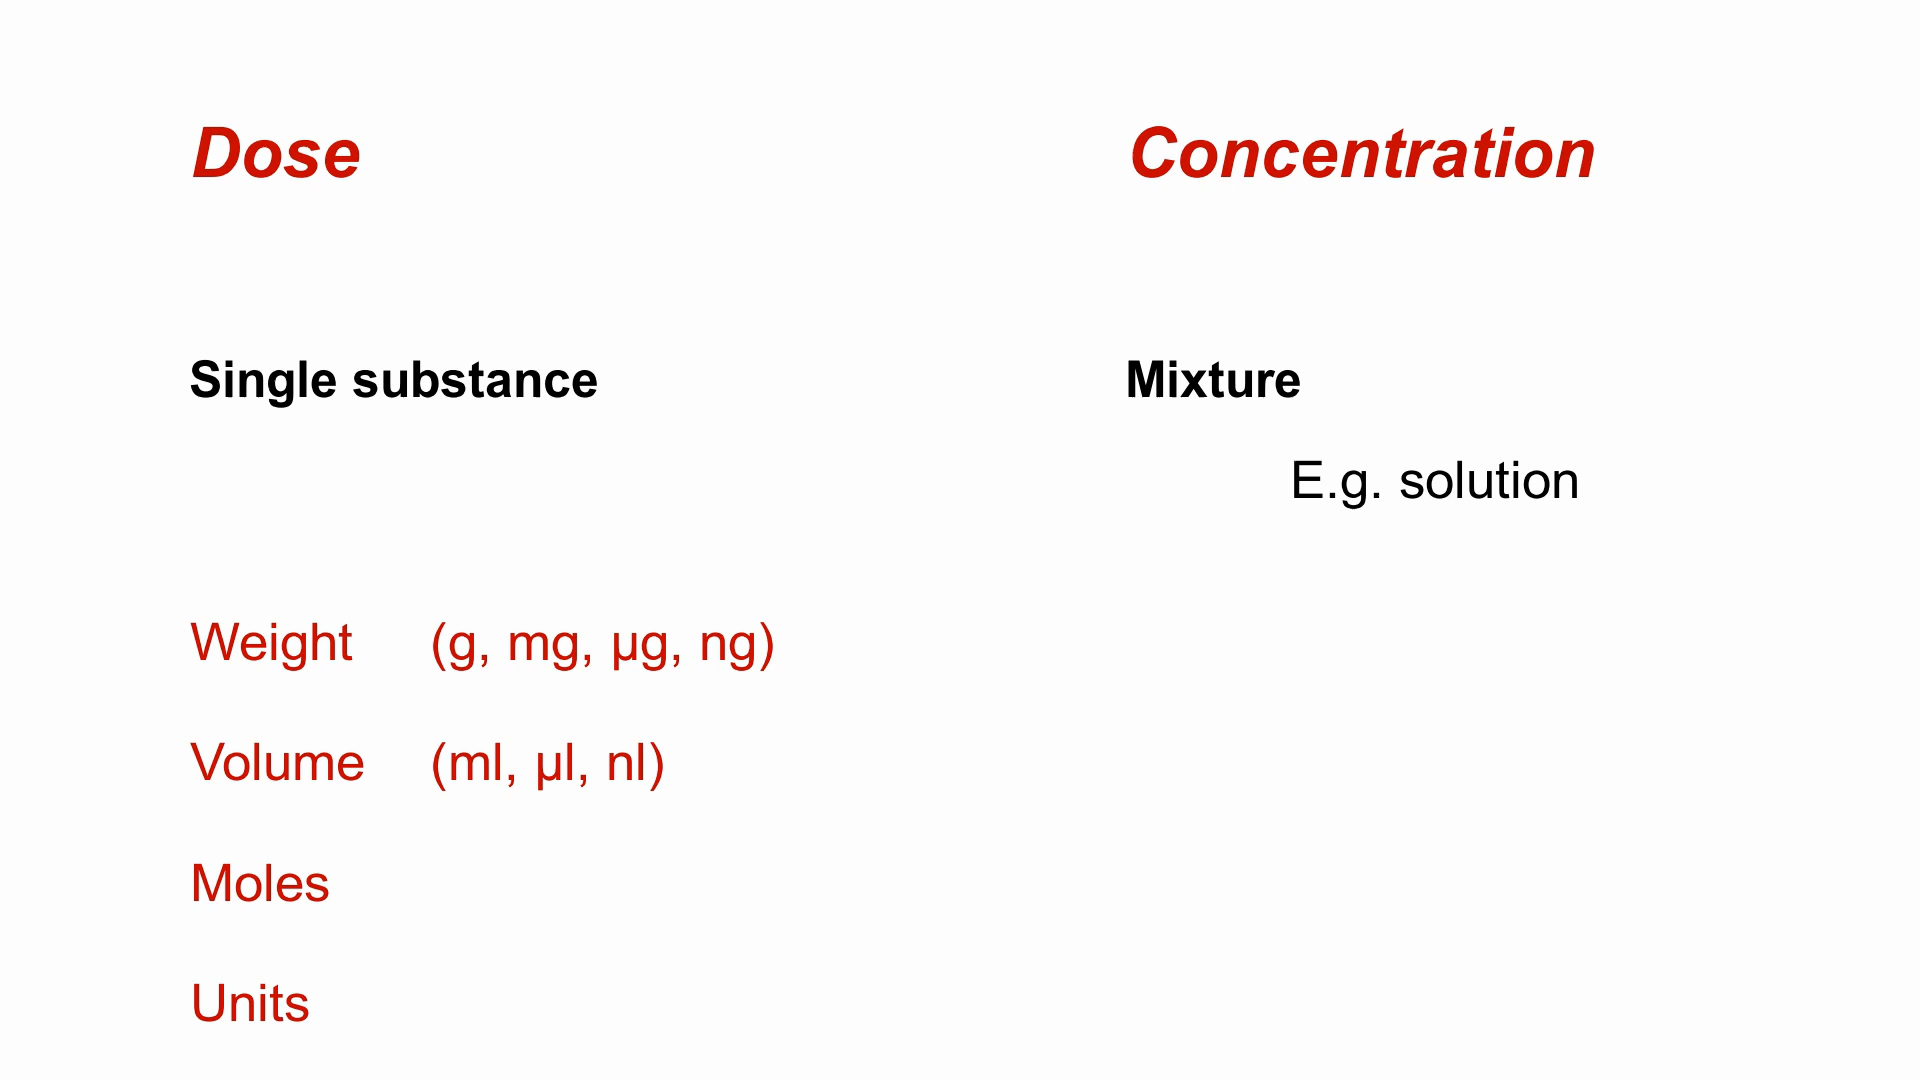 Dose
Concentration
Single substance
Mixture
E.g. solution
Weight (g, mg, µg, ng)
Volume (ml, µl, nl)
Moles
Units